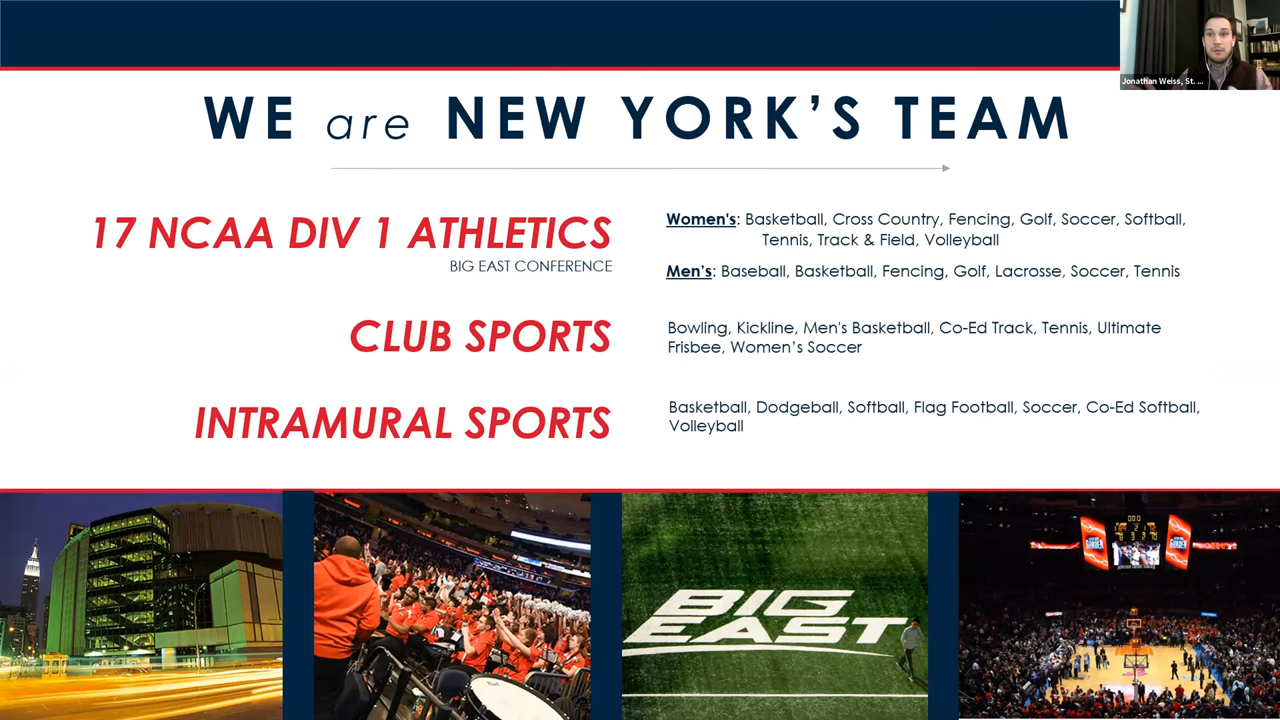 Jonathan Weiss, St. ...
WE are NEW YORK'S TEAM
17 NCAA DIV 1 ATHLETICS
BIG EAST CONFERENCE
Women's: Basketball, Cross Country, Fencing, Golf, Soccer, Softball,
Tennis, Track & Field, Volleyball
Men's: Baseball, Basketball, Fencing, Golf, Lacrosse, Soccer, Tennis
CLUB SPORTS
Bowling, Kickline, Men's Basketball, Co-Ed Track, Tennis, Ultimate
Frisbee, Women's Soccer
INTRAMURAL SPORTS
Basketball, Dodgeball, Softball, Flag Football, Soccer, Co-Ed Softball,
Volleyball
BIG
EAST